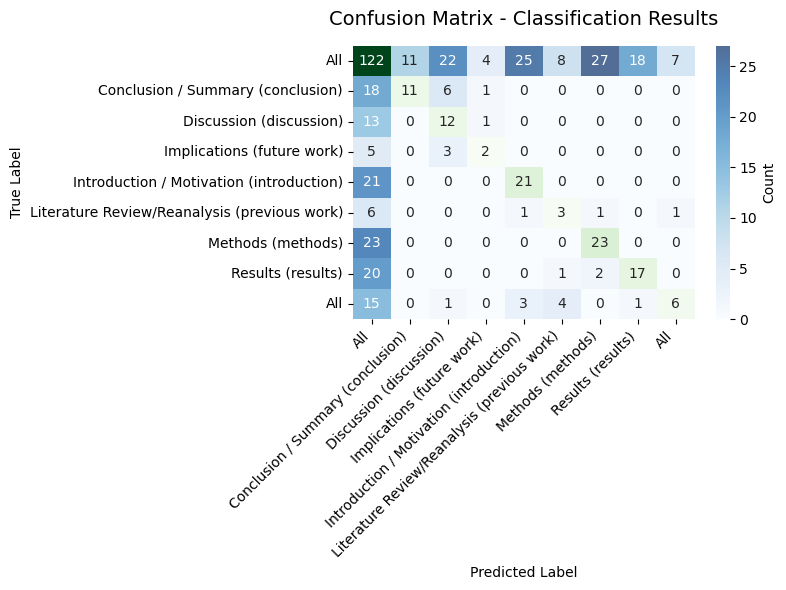 Confusion Matrix - Classification Results
True Label
All 122 11 22 4 25 8 27 18 7
Conclusion / Summary (conclusion) 18 11 6 1 0 0 0 0 0
Discussion (discussion) 13 0 12 1 0 0 0 0 0
Implications (future work) 5 0 3 2 0 0 0 0 0
Introduction / Motivation (introduction) 21 0 0 0 21 0 0 0 0
Literature Review/Reanalysis (previous work) 6 0 0 0 1 3 1 0 1
Methods (methods) 23 0 0 0 0 0 23 0 0
Results (results) 20 0 0 0 0 1 2 17 0
All 15 0 1 0 3 4 0 1 6
All
Conclusion / Summary (conclusion)
Discussion (discussion)
Implications (future work)
Introduction / Motivation (introduction)
Literature Review/Reanalysis (previous work)
Methods (methods)
Results (results)
All
Predicted Label
25
20
15
10
5
0
Count